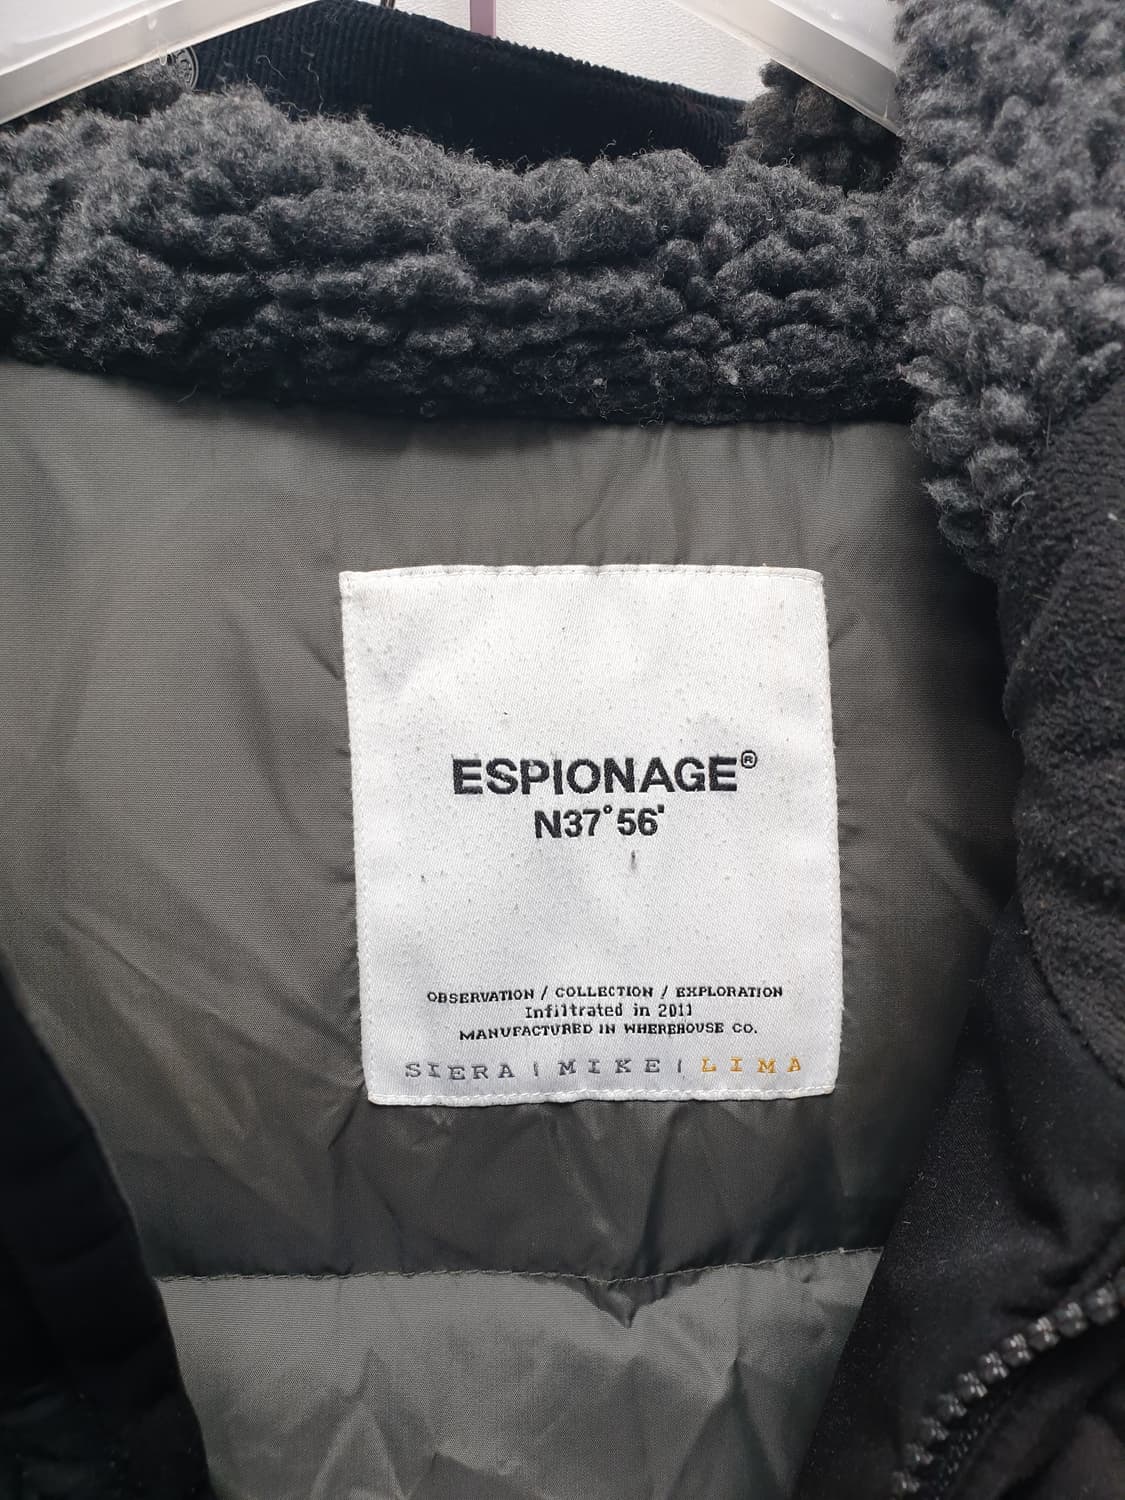 ESPIONAGE®
N37°56'
OBSERVATION / COLLECTION / EXPLORATION
Infiltrated in 2011
MANUFACTURED IN WHEREHOUSE CO.
SIERA | MIKE | LIMA